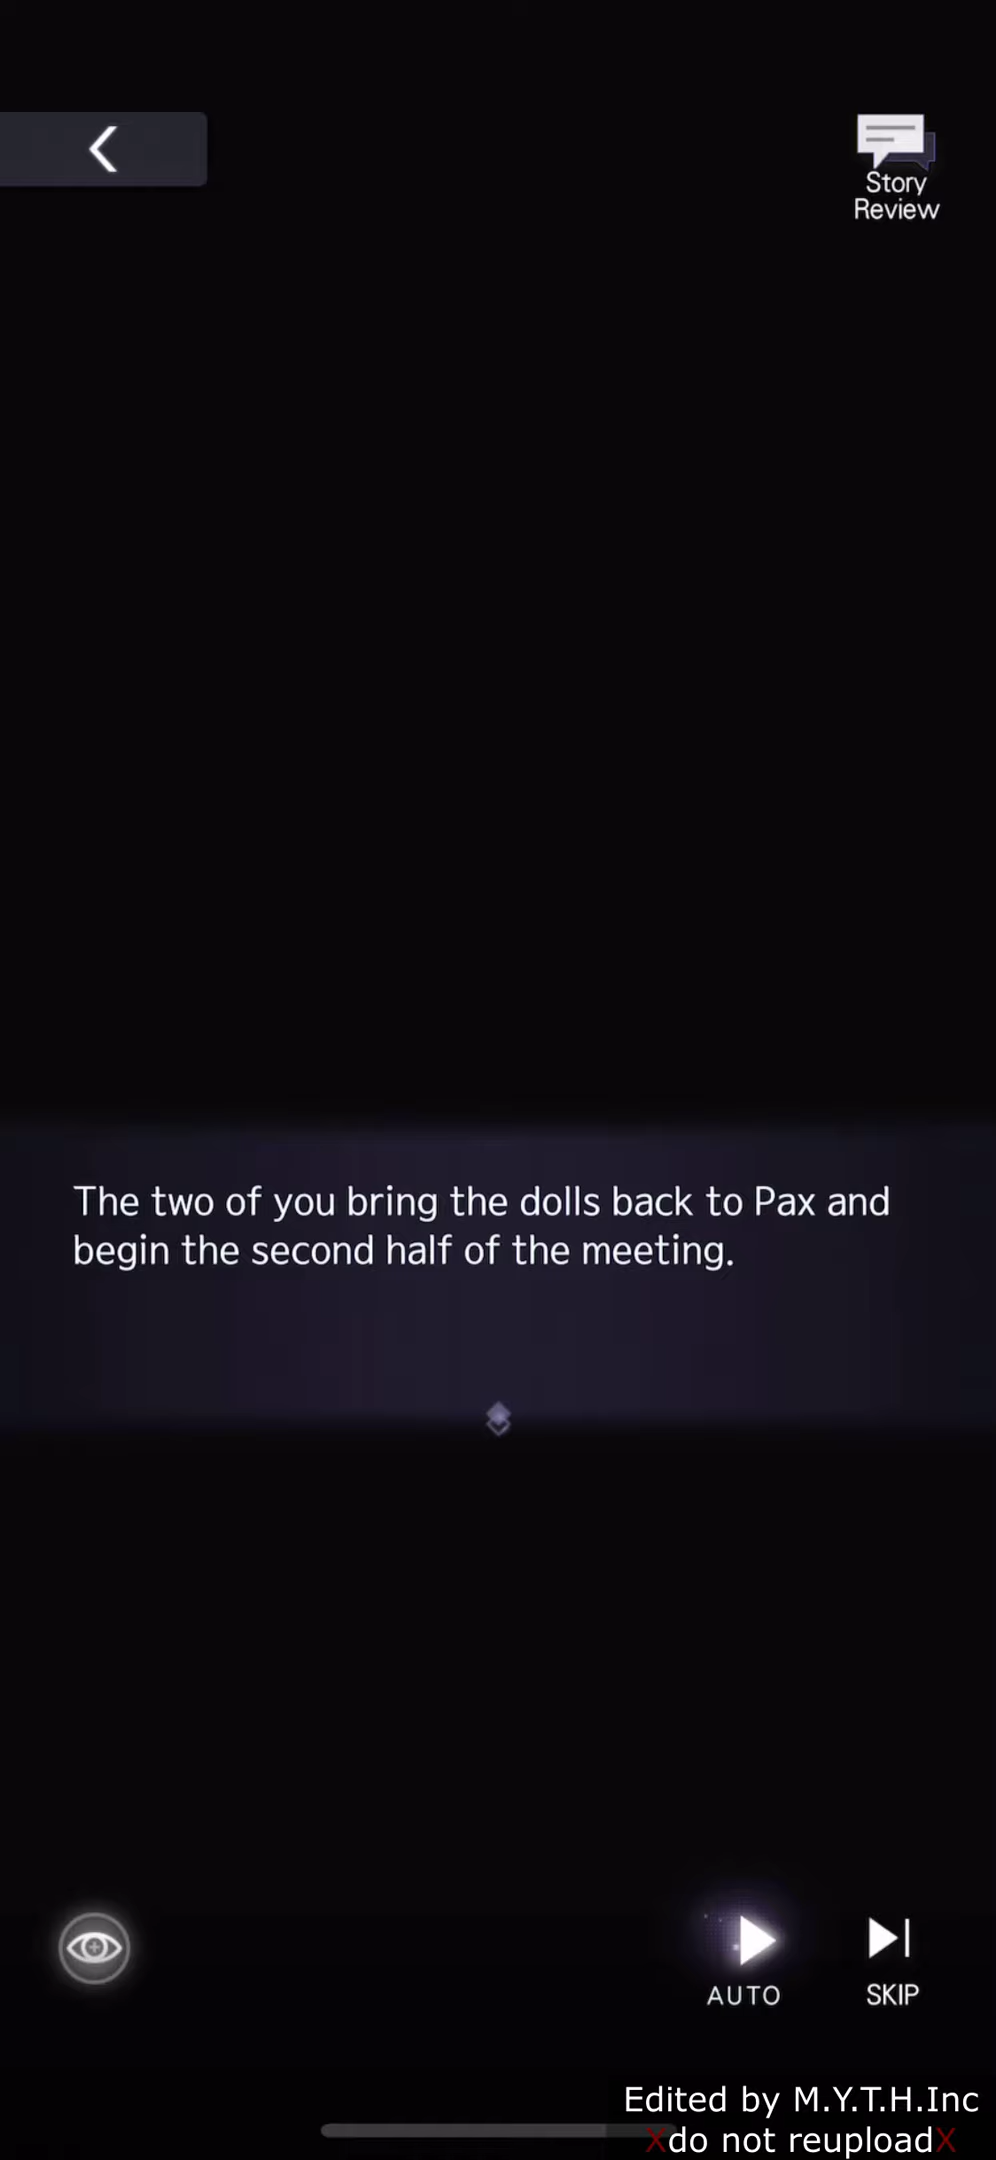 Story
Review
The two of you bring the dolls back to Pax and
begin the second half of the meeting.
AUTO
SKIP
Edited by M.Y.T.H.Inc
Xdo not reuploadX